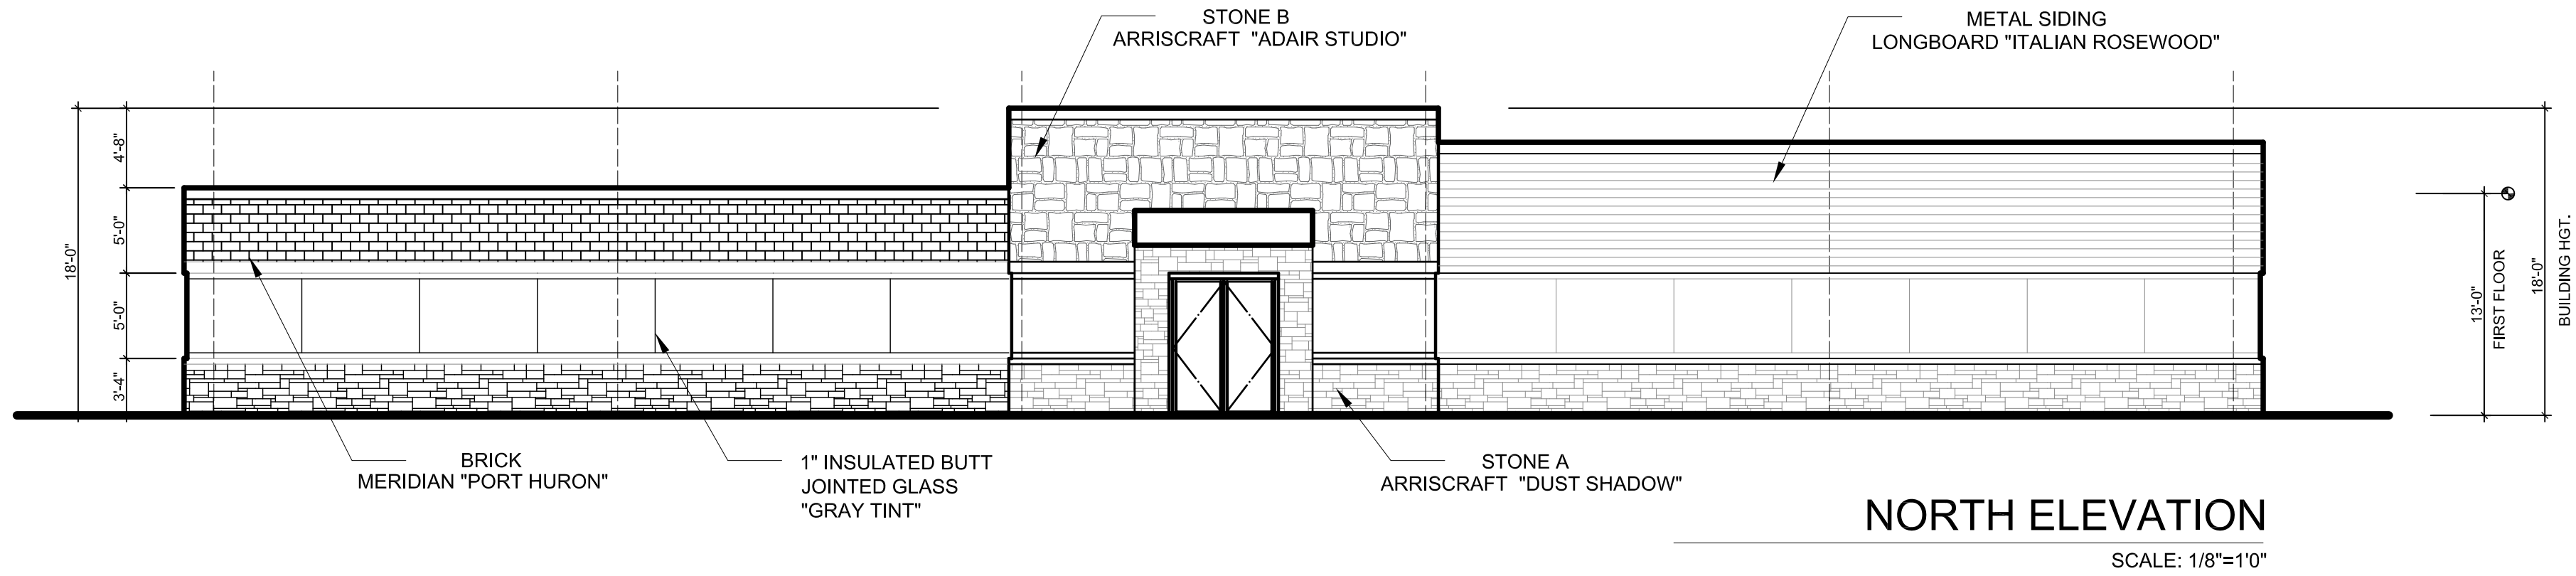 STONE B
ARRISCRAFT "ADAIR STUDIO"
METAL SIDING
LONGBOARD "ITALIAN ROSEWOOD"
18'-0"
4'-8"
5'-0"
5'-0"
3'-4"
13'-0"
FIRST FLOOR
18'-0"
BUILDING HGT.
BRICK
MERIDIAN "PORT HURON"
1" INSULATED BUTT
JOINTED GLASS
"GRAY TINT"
STONE A
ARRISCRAFT "DUST SHADOW"
NORTH ELEVATION
SCALE: 1/8"=1'0"